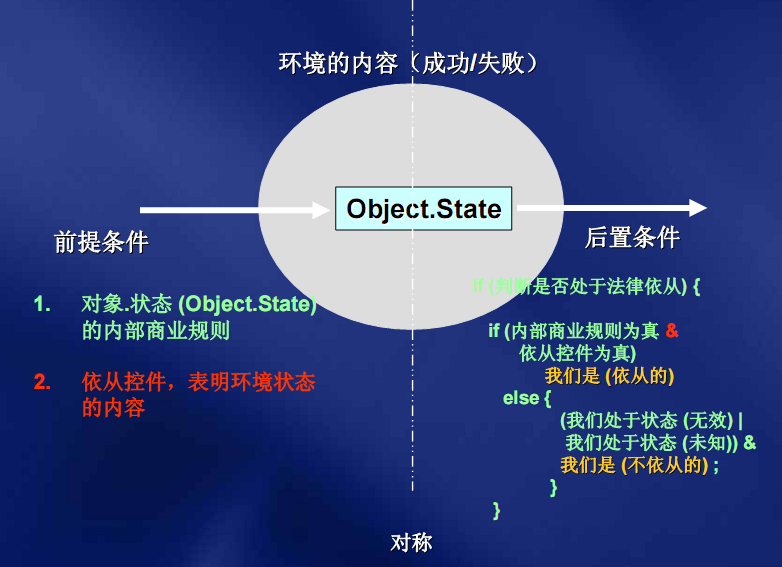 环境的内容（成功/失败）
Object.State
前提条件
后置条件
1. 对象.状态 (Object.State)
的内部商业规则
2. 依从控件，表明环境状态
的内容
if (判断是否处于法律依从) {
if (内部商业规则为真 &
依从控件为真)
我们是 (依从的)
else {
(我们处于状态 (无效) |
我们处于状态 (未知)) &
我们是 (不依从的) ;
}
}
对称